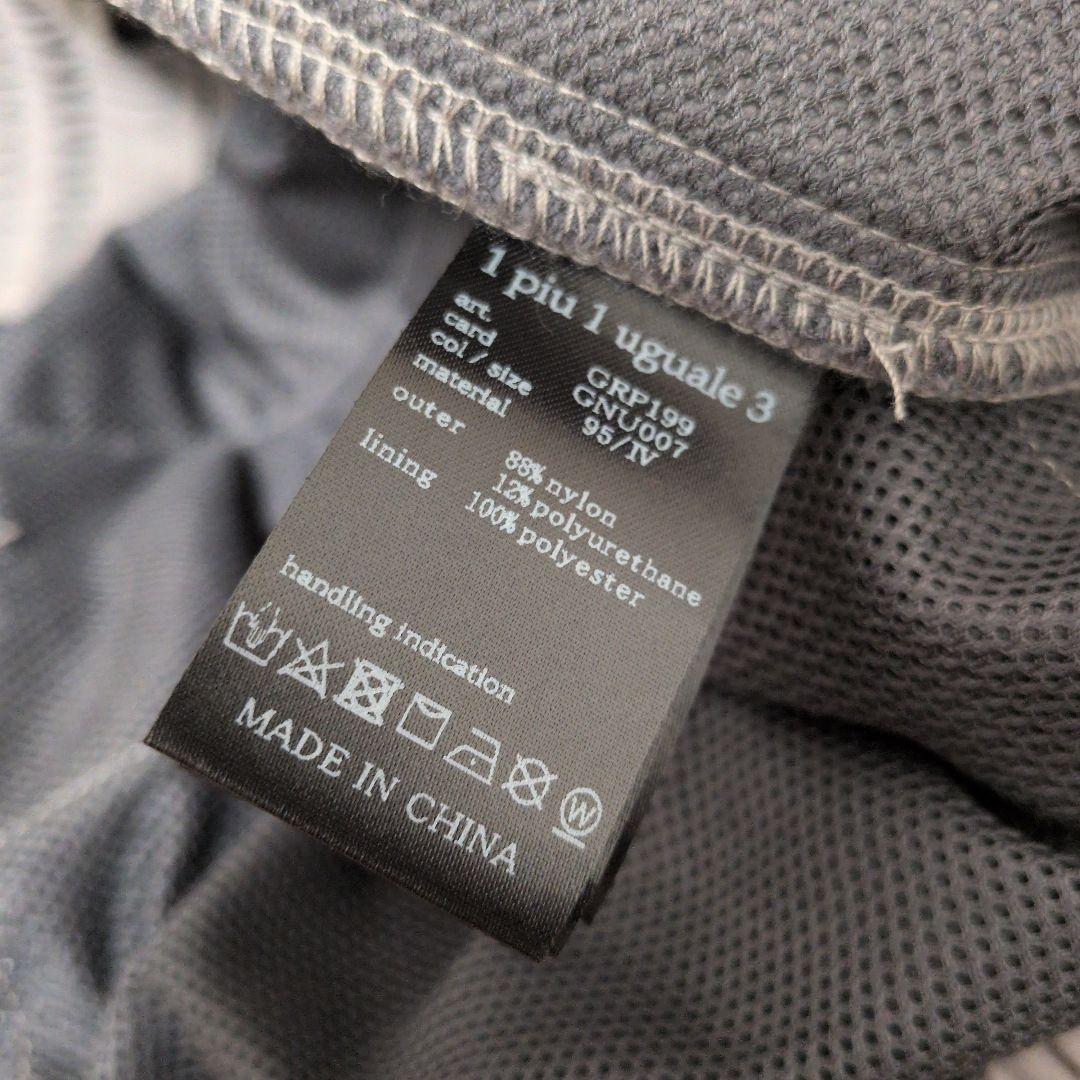 1 piu 1 uguale 3
art. GRP199
card GNU007
col / size 95/IV
material
outer 88% nylon
12% polyurethane
lining 100% polyester
handling indication
W
MADE IN CHINA